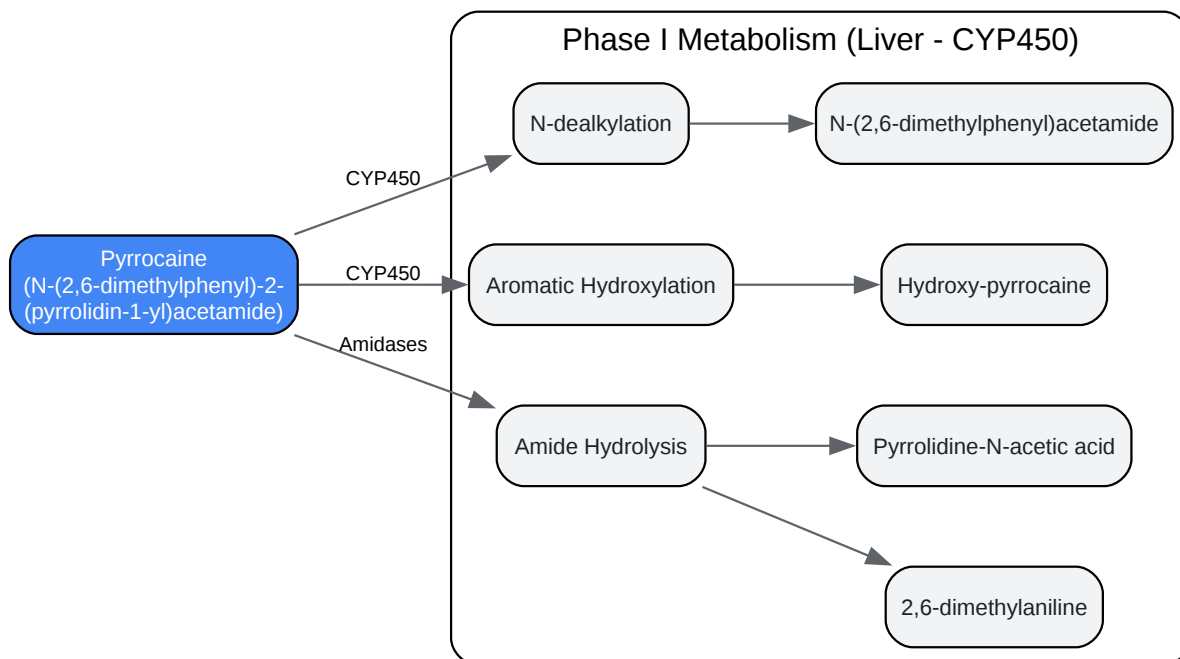 Phase I Metabolism (Liver - CYP450)
N-dealkylation
N-(2,6-dimethylphenyl)acetamide
CYP450
Pyrrocaine
(N-(2,6-dimethylphenyl)-2-
(pyrrolidin-1-yl)acetamide)
CYP450
Aromatic Hydroxylation
Hydroxy-pyrrocaine
Amidases
Amide Hydrolysis
Pyrrolidine-N-acetic acid
2,6-dimethylaniline